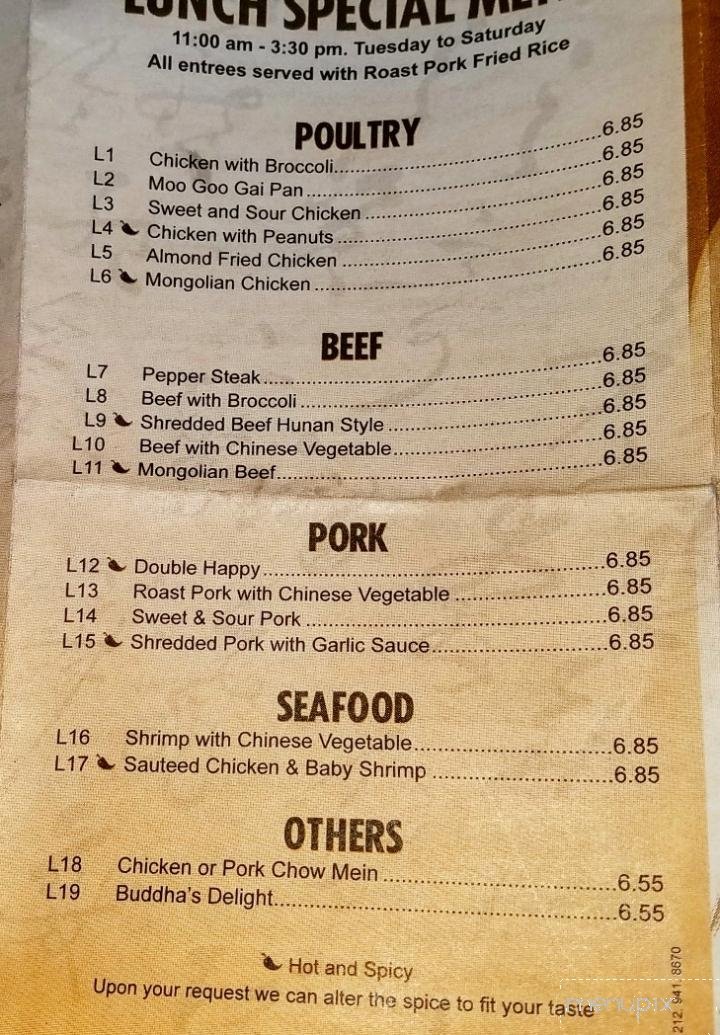 LUNCH SPECIAL
11:00 am - 3:30 pm. Tuesday to Saturday
All entrees served with Roast Pork Fried Rice
POULTRY
L1 Chicken with Broccoli 6.85
L2 Moo Goo Gai Pan 6.85
L3 Sweet and Sour Chicken 6.85
L4 Chicken with Peanuts 6.85
L5 Almond Fried Chicken 6.85
L6 Mongolian Chicken 6.85
BEEF
L7 Pepper Steak 6.85
L8 Beef with Broccoli 6.85
L9 Shredded Beef Hunan Style 6.85
L10 Beef with Chinese Vegetable 6.85
L11 Mongolian Beef 6.85
PORK
L12 Double Happy 6.85
L13 Roast Pork with Chinese Vegetable 6.85
L14 Sweet & Sour Pork 6.85
L15 Shredded Pork with Garlic Sauce 6.85
SEAFOOD
L16 Shrimp with Chinese Vegetable 6.85
L17 Sauteed Chicken & Baby Shrimp 6.85
OTHERS
L18 Chicken or Pork Chow Mein 6.55
L19 Buddha's Delight 6.55
Hot and Spicy
Upon your request we can alter the spice to fit your taste
menupix
212. 941. 8670